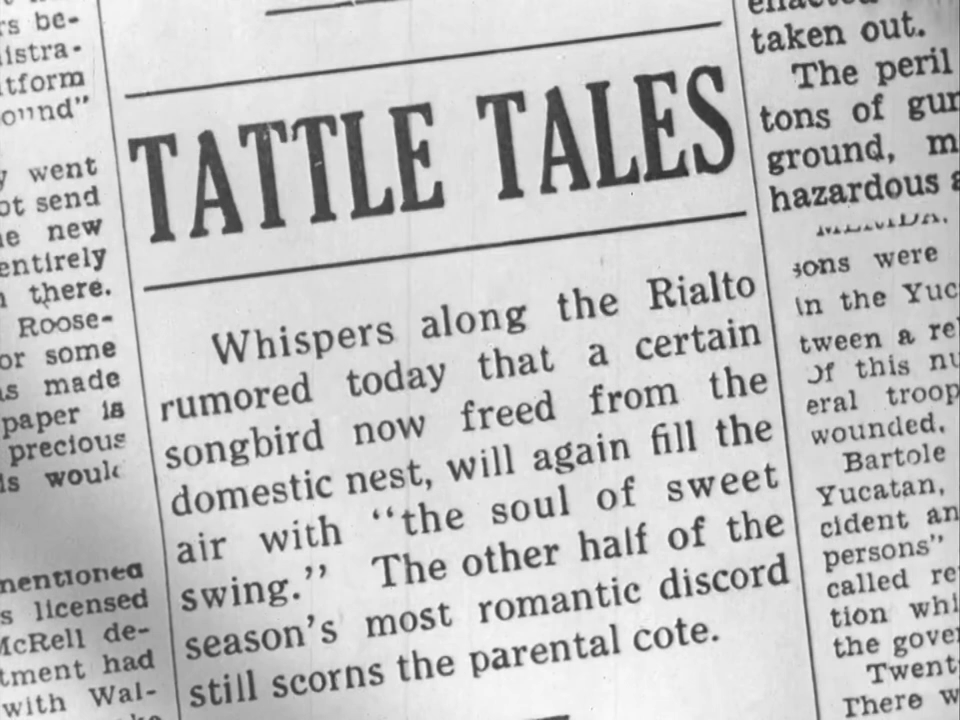 rs be-
listra-
tform
ound"
went
ot send
e new
entirely
there.
Roose-
or some
as made
paper is
precious
ls would
mentioned
s licensed
McRell de-
tment had
with Wal-
TATTLE TALES
Whispers along the Rialto
rumored today that a certain
songbird now freed from the
domestic nest, will again fill the
air with "the soul of sweet
swing." The other half of the
season's most romantic discord
still scorns the parental cote.
taken out.
The peril
tons of gun
ground, m
hazardous a
sons were
in the Yuc
tween a re
Of this nu
eral troop
wounded.
Bartole
Yucatan,
cident an
persons"
called re
tion whi
the gover
Twent
There w